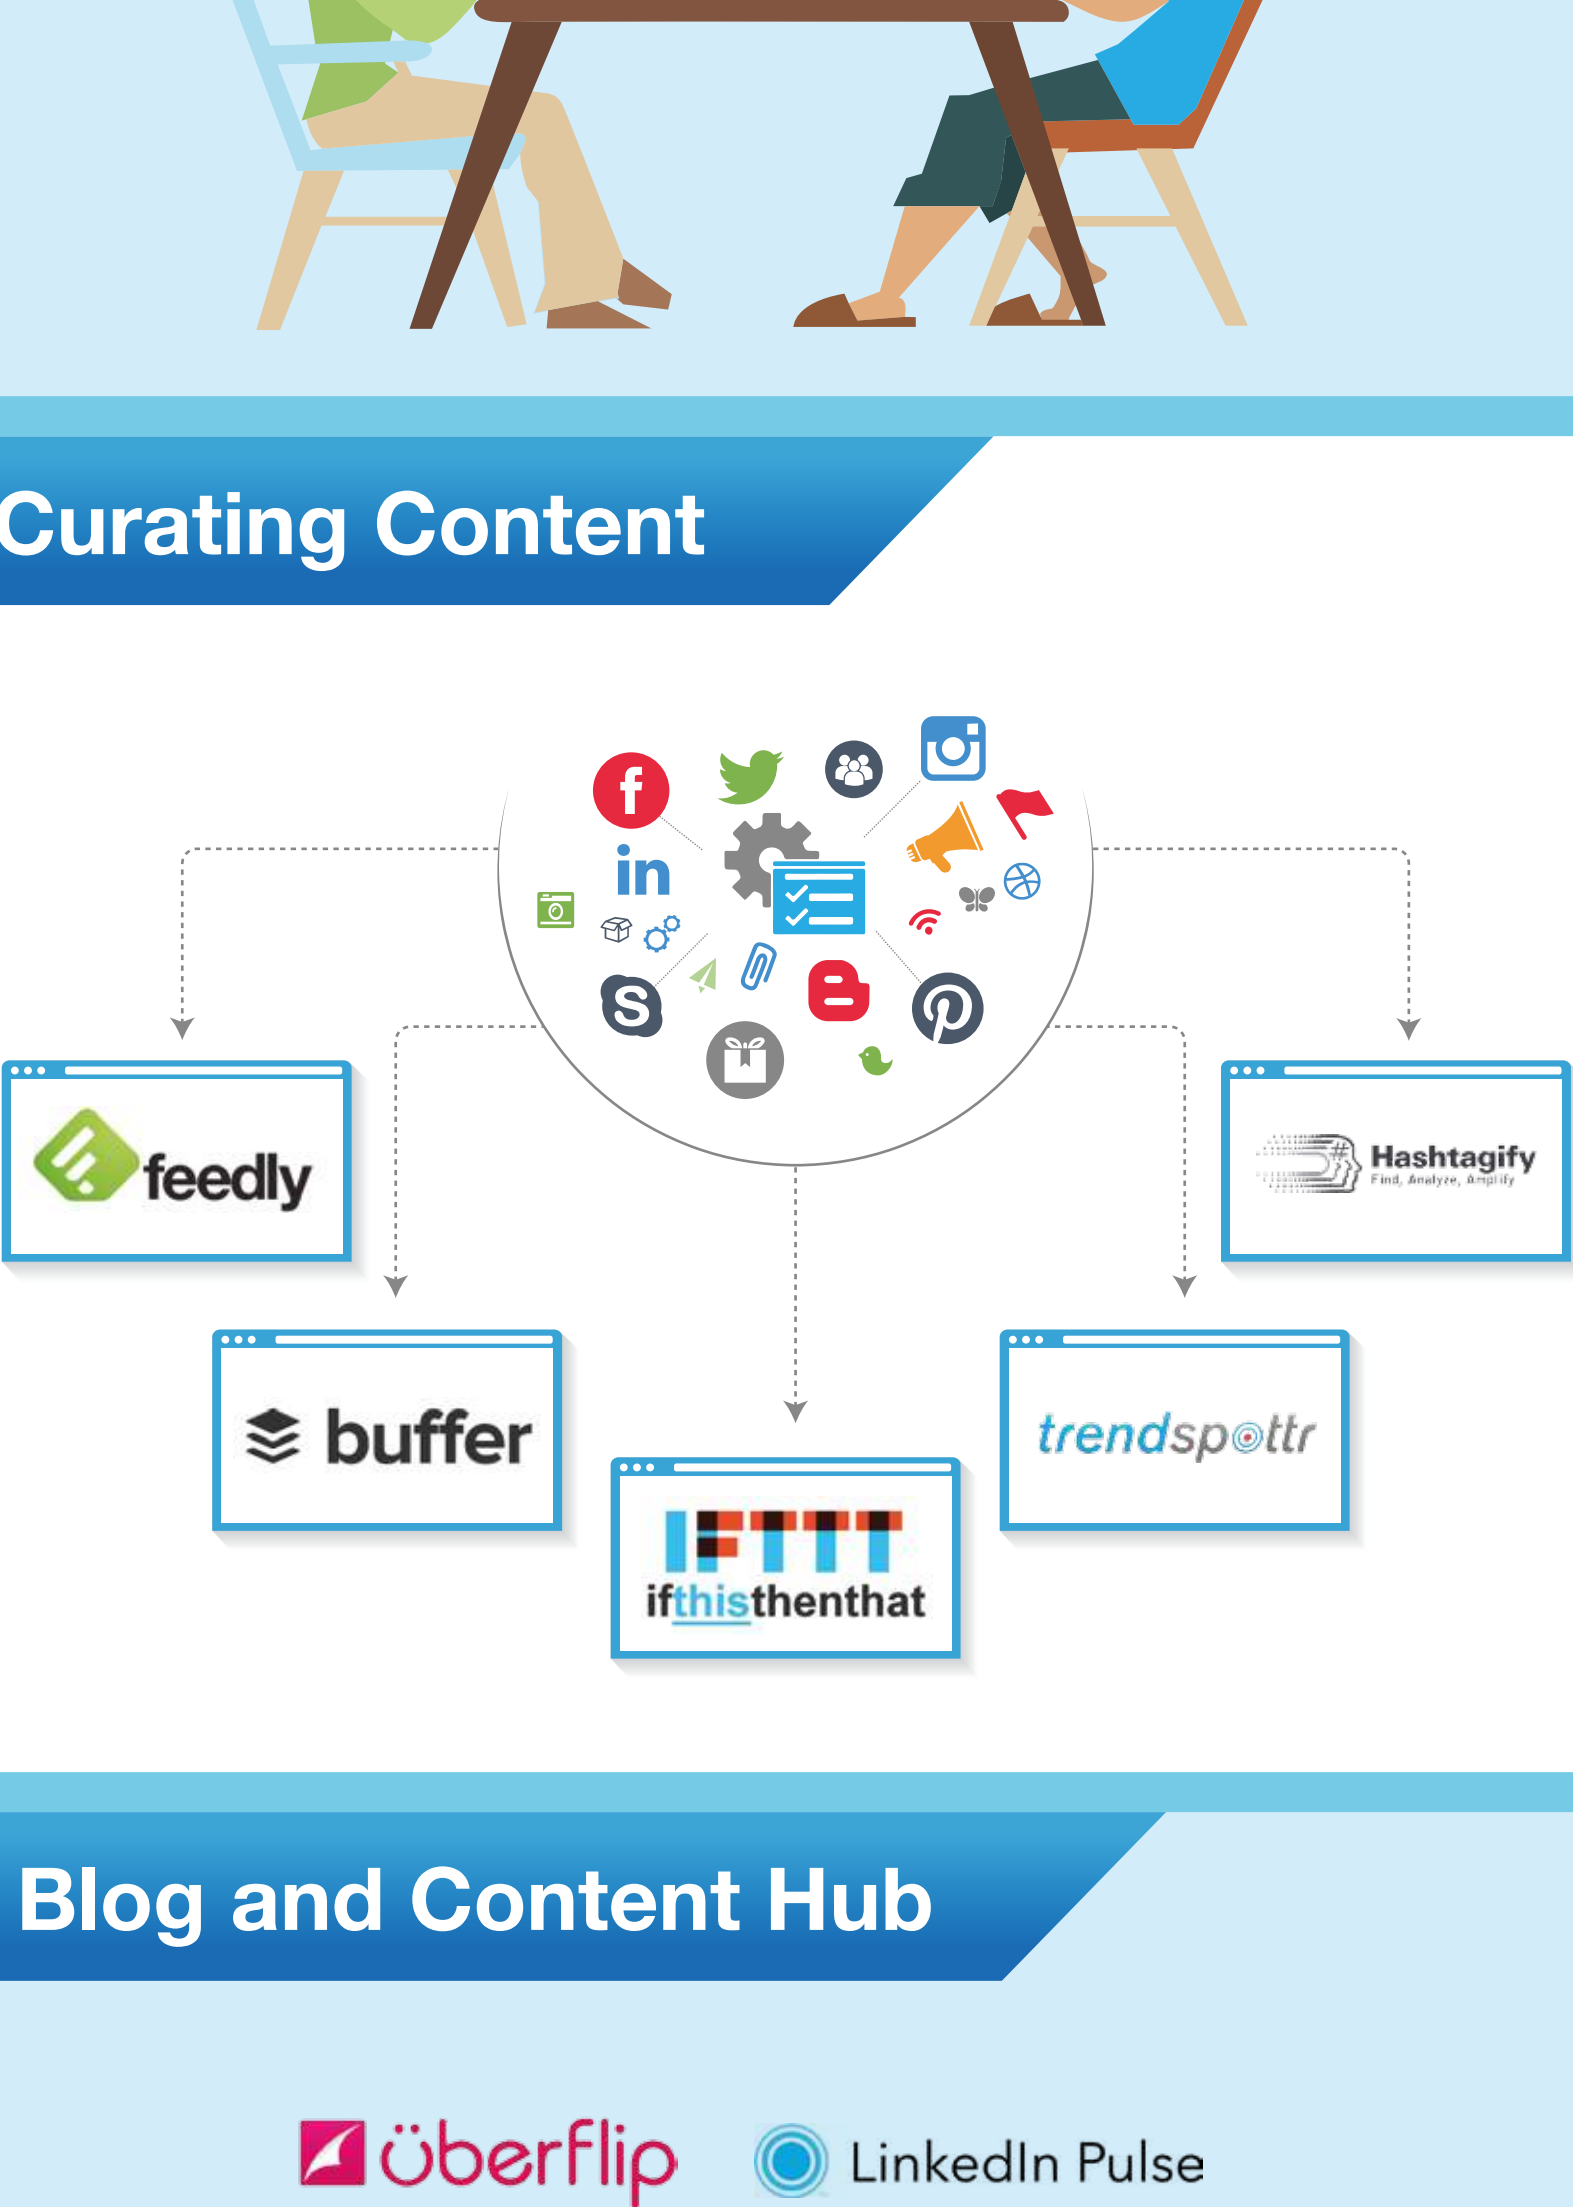 Curating Content
feedly
Hashtagify
Find, Analyze, Amplify
buffer
trendspottr
IFTTT
ifthisthenthat
Blog and Content Hub
überflip
LinkedIn Pulse